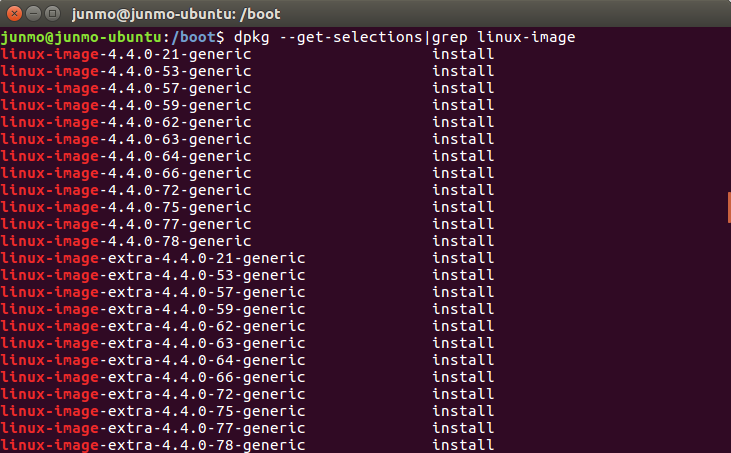 junmo@junmo-ubuntu: /boot
junmo@junmo-ubuntu:/boot$ dpkg --get-selections|grep linux-image
linux-image-4.4.0-21-generic install
linux-image-4.4.0-53-generic install
linux-image-4.4.0-57-generic install
linux-image-4.4.0-59-generic install
linux-image-4.4.0-62-generic install
linux-image-4.4.0-63-generic install
linux-image-4.4.0-64-generic install
linux-image-4.4.0-66-generic install
linux-image-4.4.0-72-generic install
linux-image-4.4.0-75-generic install
linux-image-4.4.0-77-generic install
linux-image-4.4.0-78-generic install
linux-image-extra-4.4.0-21-generic install
linux-image-extra-4.4.0-53-generic install
linux-image-extra-4.4.0-57-generic install
linux-image-extra-4.4.0-59-generic install
linux-image-extra-4.4.0-62-generic install
linux-image-extra-4.4.0-63-generic install
linux-image-extra-4.4.0-64-generic install
linux-image-extra-4.4.0-66-generic install
linux-image-extra-4.4.0-72-generic install
linux-image-extra-4.4.0-75-generic install
linux-image-extra-4.4.0-77-generic install
linux-image-extra-4.4.0-78-generic install